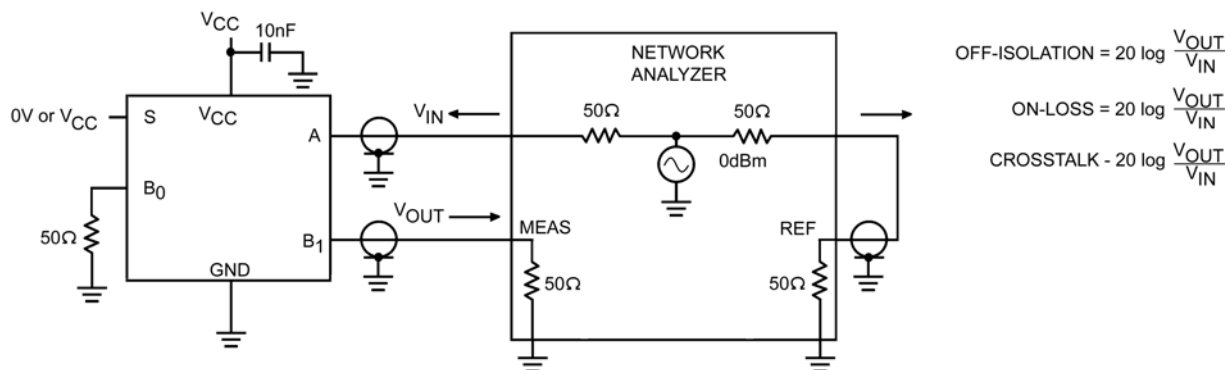 VCC
10nF
0V or VCC
S
VCC
A
B0
50Ω
B1
GND
VIN
VOUT
NETWORK
ANALYZER
50Ω
50Ω
0dBm
MEAS
REF
50Ω
50Ω
OFF-ISOLATION = 20 log VOUT/VIN
ON-LOSS = 20 log VOUT/VIN
CROSSTALK - 20 log VOUT/VIN